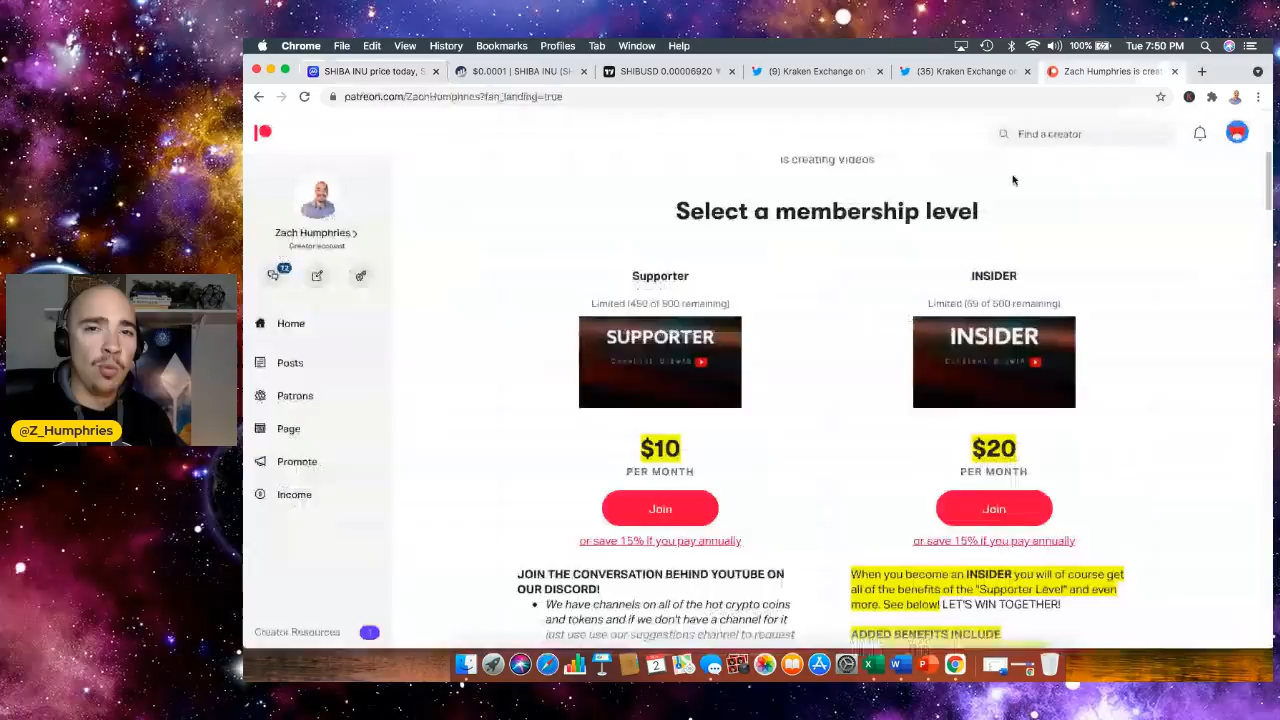 Chrome File Edit View History Bookmarks Profiles Tab Window Help
100% Tue 7:50 PM
SHIBA INU price today, S
$0.0001 | SHIBA INU (SH
SHIBUSD 0.00006920 ▼
(9) Kraken Exchange on
(35) Kraken Exchange on
Zach Humphries is crea
patreon.com/ZachHumphries?fan_landing=true
Find a creator
is creating videos
Select a membership level
Zach Humphries
Creator account
72
Home
Posts
Patrons
Page
Promote
Income
Creator Resources 1
Supporter
Limited (450 of 500 remaining)
SUPPORTER
$10
PER MONTH
Join
or save 15% if you pay annually
JOIN THE CONVERSATION BEHIND YOUTUBE ON
OUR DISCORD!
• We have channels on all of the hot crypto coins
and tokens and if we don't have a channel for it
just use use our suggestions channel to request
INSIDER
Limited (69 of 500 remaining)
INSIDER
$20
PER MONTH
Join
or save 15% if you pay annually
When you become an INSIDER you will of course get
all of the benefits of the "Supporter Level" and even
more. See below! LET'S WIN TOGETHER!
ADDED BENEFITS INCLUDE
@Z_Humphries
2